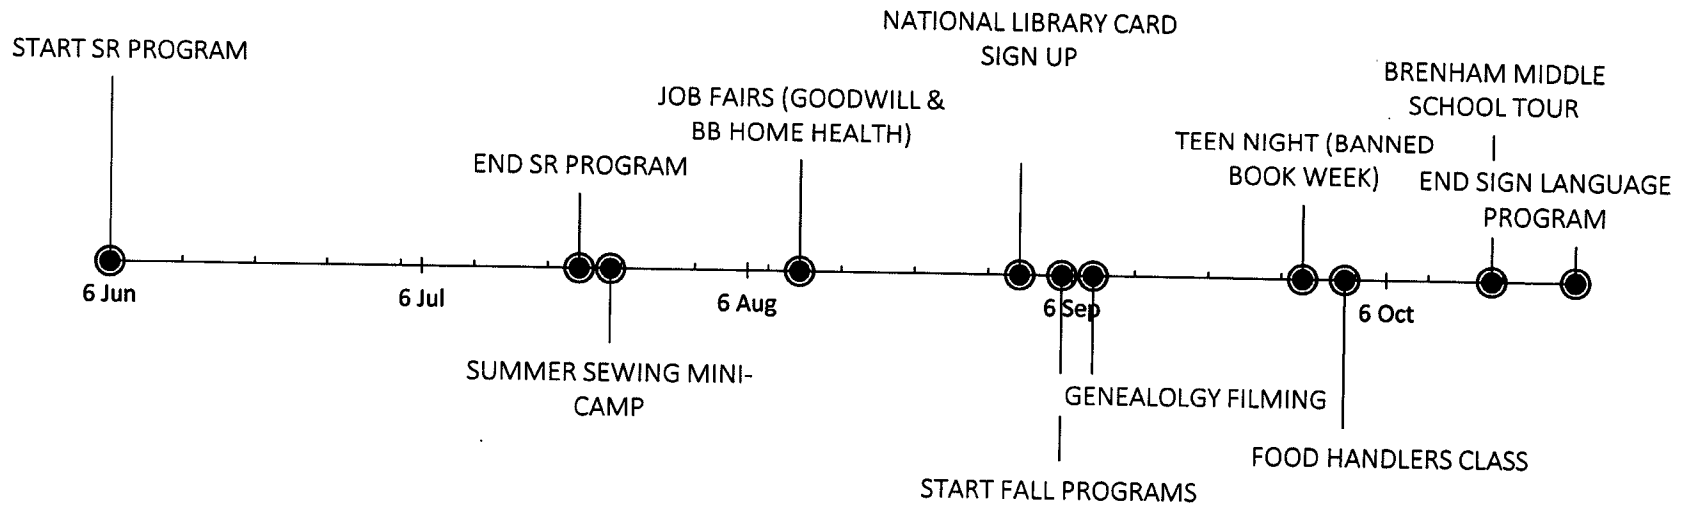 NATIONAL LIBRARY CARD
SIGN UP
START SR PROGRAM
BRENHAM MIDDLE
SCHOOL TOUR
JOB FAIRS (GOODWILL &
BB HOME HEALTH)
TEEN NIGHT (BANNED
BOOK WEEK)
END SR PROGRAM
END SIGN LANGUAGE
PROGRAM
6 Jun
6 Jul
6 Aug
6 Sep
6 Oct
SUMMER SEWING MINI-
CAMP
GENEALOLGY FILMING
FOOD HANDLERS CLASS
START FALL PROGRAMS